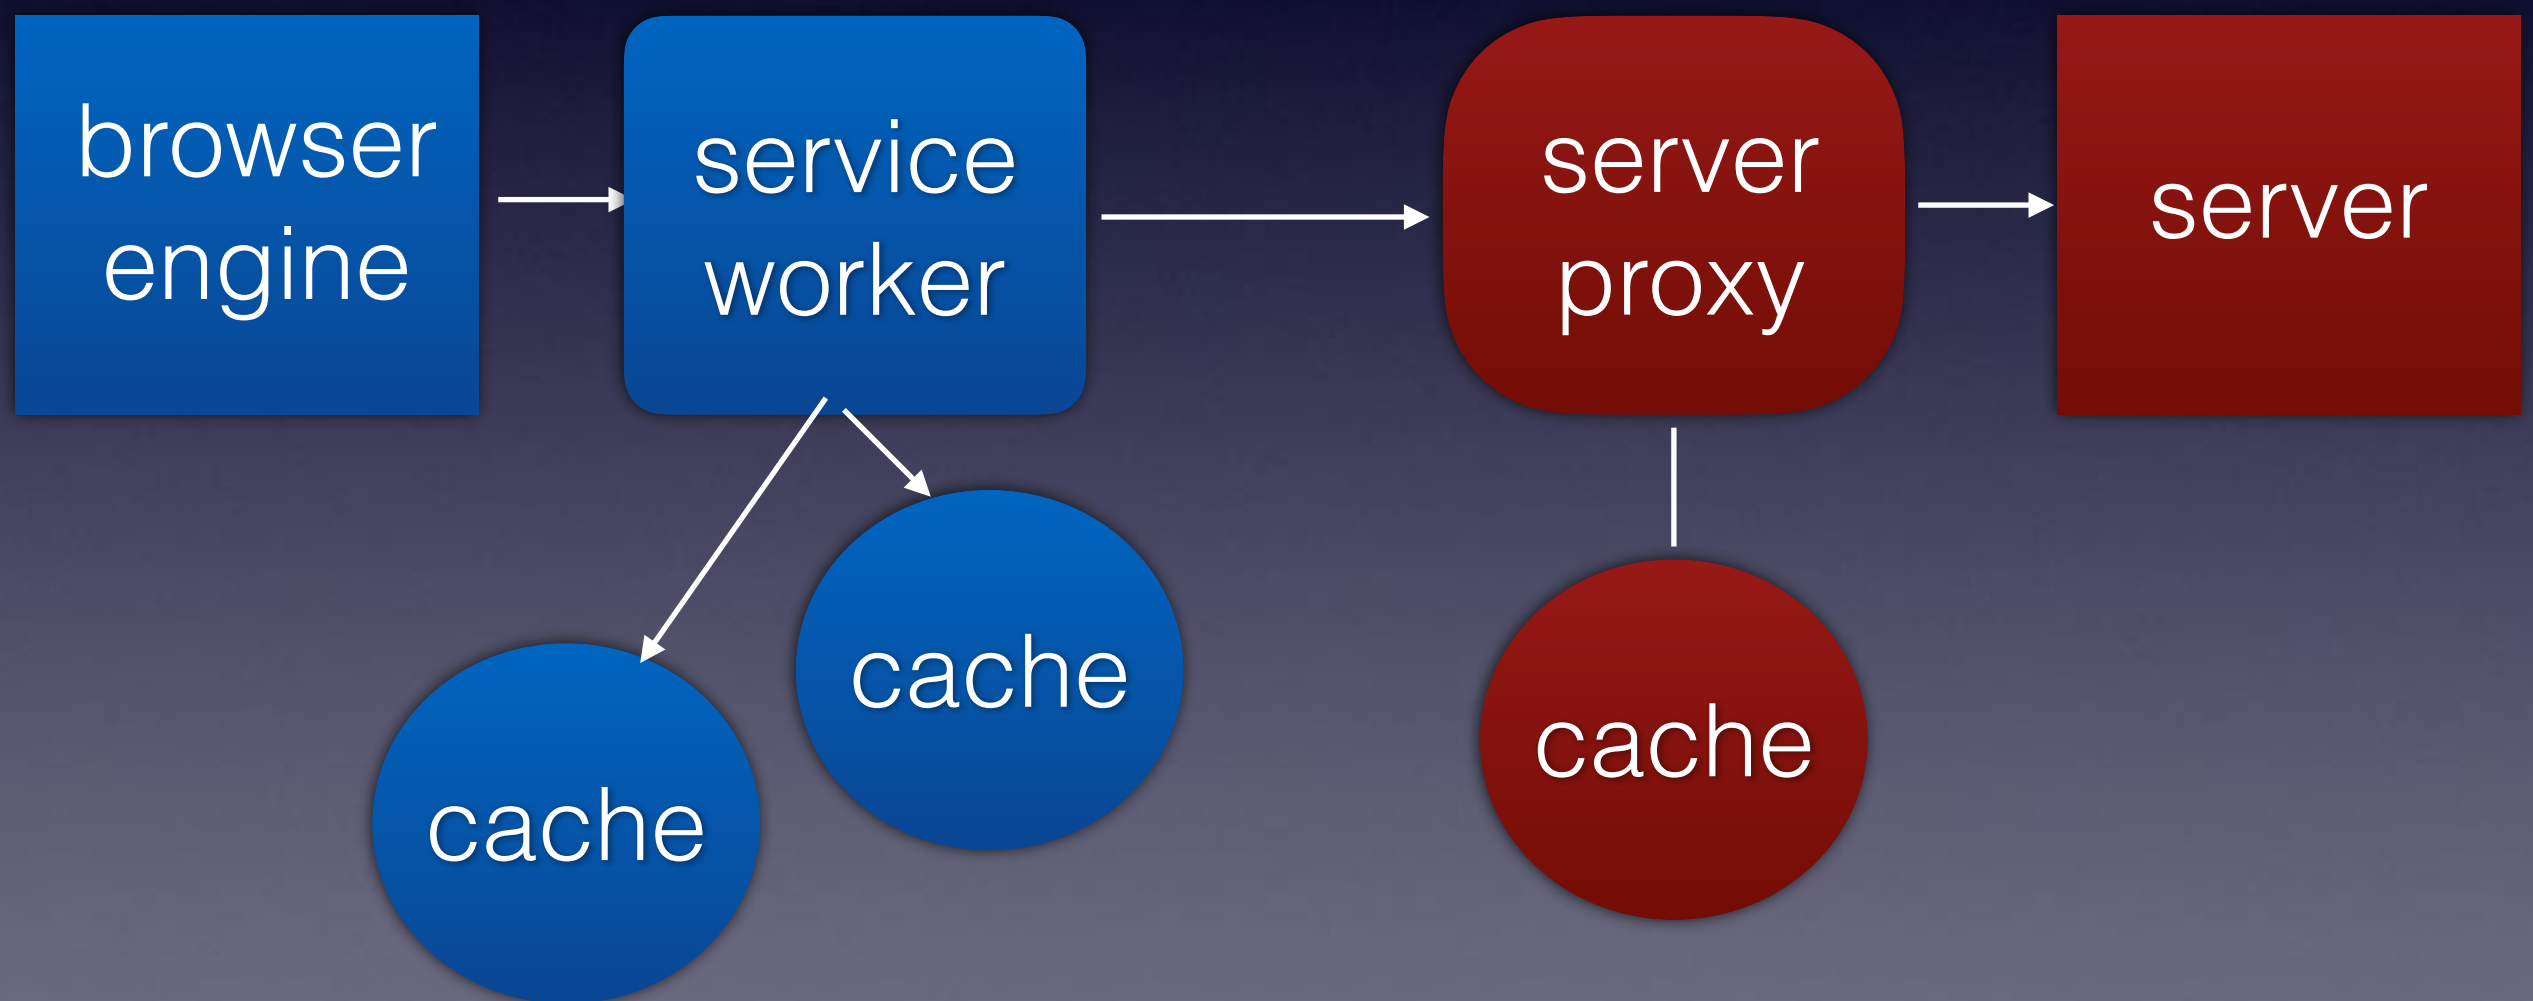 browser
engine
service
worker
server
proxy
server
cache
cache
cache